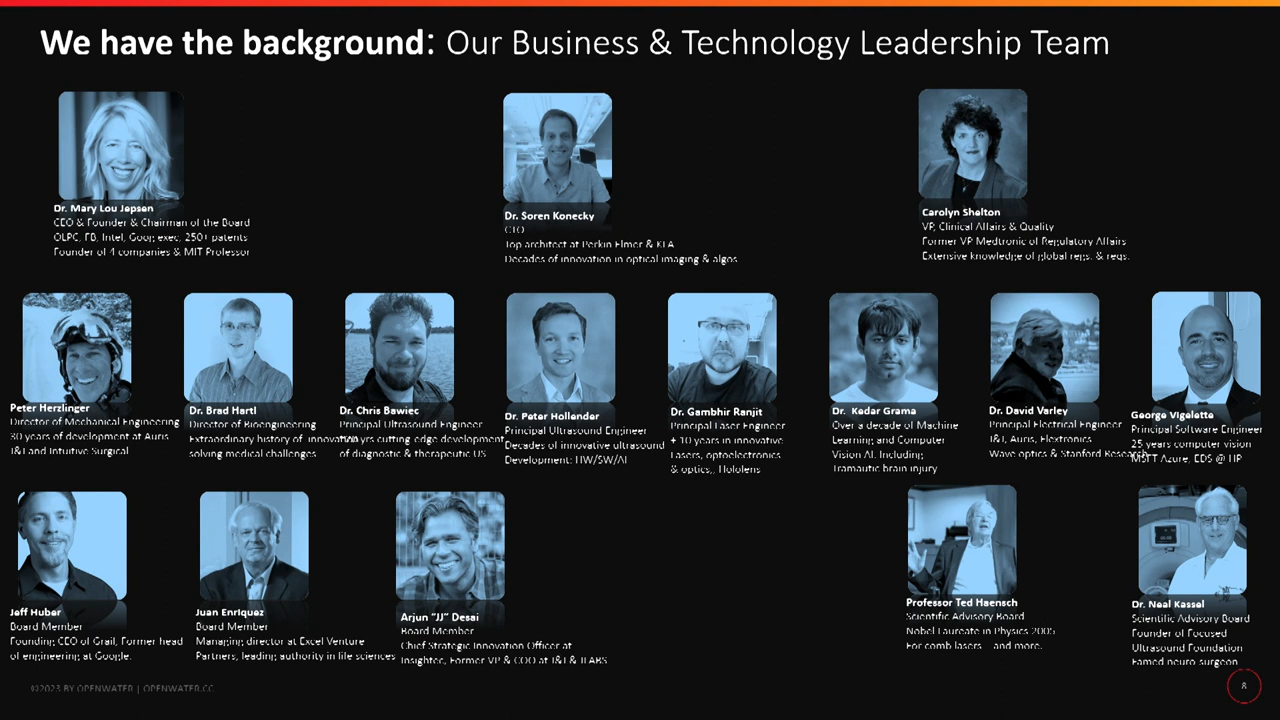 We have the background: Our Business & Technology Leadership Team
Dr. Mary Lou Jepsen
CEO & Founder & Chairman of the Board
OLPC, FB, Intel, Goog exec, 250+ patents
Founder of 4 companies & MIT Professor
Dr. Soren Konecky
CTO
Top architect at Perkin Elmer & KLA
Decades of innovation in optical imaging & algos
Carolyn Shelton
VP, Clinical Affairs & Quality
Former VP Medtronic of Regulatory Affairs
Extensive knowledge of global regs. & reqs.
Peter Herzlinger
Director of Mechanical Engineering
30 years of development at Auris
J&J and Intuitive Surgical
Dr. Brad Hartl
Director of Bioengineering
Extraordinary history of innovation
solving medical challenges
Dr. Chris Bawiec
Principal Ultrasound Engineer
yrs cutting edge development
of diagnostic & therapeutic US
Dr. Peter Hollender
Principal Ultrasound Engineer
Decades of innovative ultrasound
Development: HW/SW/AI
Dr. Gambhir Ranjit
Principal Laser Engineer
+ 10 years in innovative
Lasers, optoelectronics
& optics,, Hololens
Dr. Kedar Grama
Over a decade of Machine
Learning and Computer
Vision AI. Including
Tramautic brain injury
Dr. David Varley
Principal Electrical Engineer
J&J, Auris, Flextronics
Wave optics & Stanford Research
George Vigelette
Principal Software Engineer
25 years computer vision
MSFT Azure, EDS @ HP
Jeff Huber
Board Member
Founding CEO of Grail, Former head
of engineering at Google.
Juan Enriquez
Board Member
Managing director at Excel Venture
Partners, leading authority in life sciences
Arjun "JJ" Desai
Board Member
Chief Strategic Innovation Officer at
Insightec, Former VP & COO at J&J & JLABS
Professor Ted Haensch
Scientific Advisory Board
Nobel Laureate in Physics 2005
For comb lasers – and more.
Dr. Neal Kassel
Scientific Advisory Board
Founder of Focused
Ultrasound Foundation
Famed neuro-surgeon
©2023 BY OPENWATER | OPENWATER.CC
8